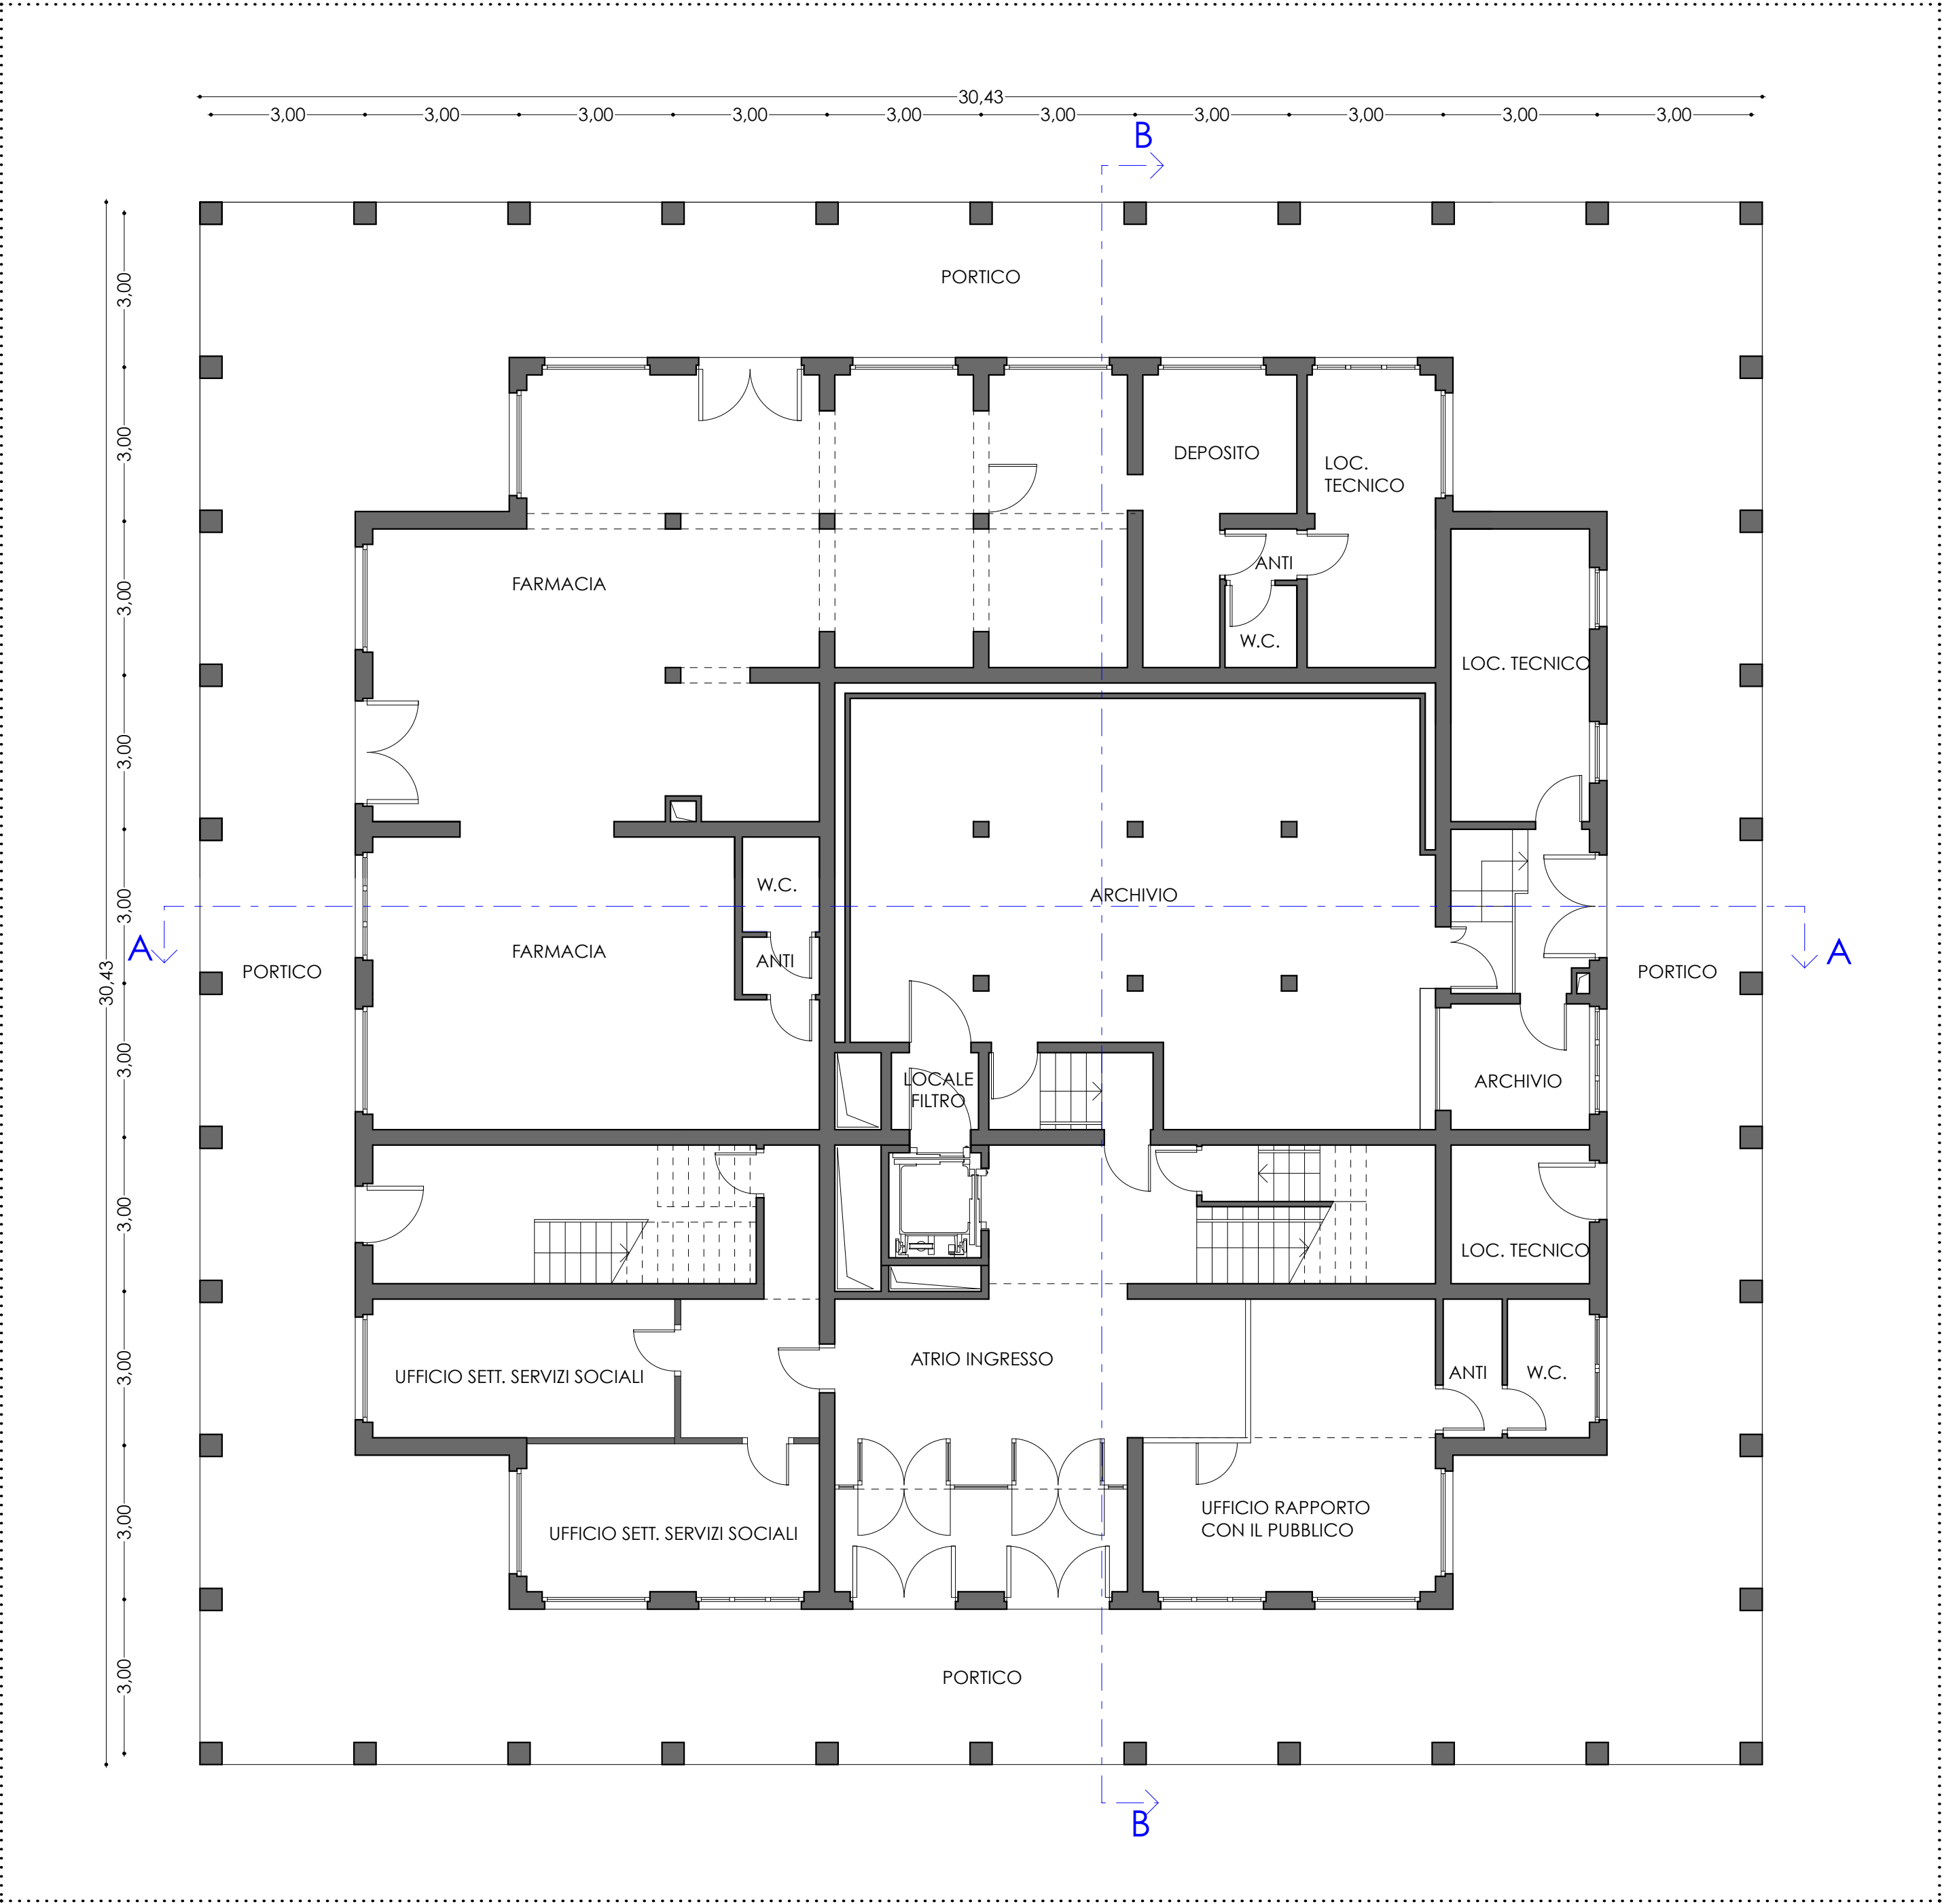 30,43
3,00 3,00 3,00 3,00 3,00 3,00 3,00 3,00 3,00 3,00
B
PORTICO
3,00
3,00
3,00
3,00
3,00
3,00
3,00
3,00
3,00
3,00
30,43
DEPOSITO
LOC.
TECNICO
ANTI
FARMACIA
W.C.
LOC. TECNICO
W.C.
ARCHIVIO
A
FARMACIA
ANTI
A
PORTICO
PORTICO
LOCALE
FILTRO
ARCHIVIO
LOC. TECNICO
ATRIO INGRESSO
UFFICIO SETT. SERVIZI SOCIALI
ANTI
W.C.
UFFICIO RAPPORTO
CON IL PUBBLICO
UFFICIO SETT. SERVIZI SOCIALI
PORTICO
B